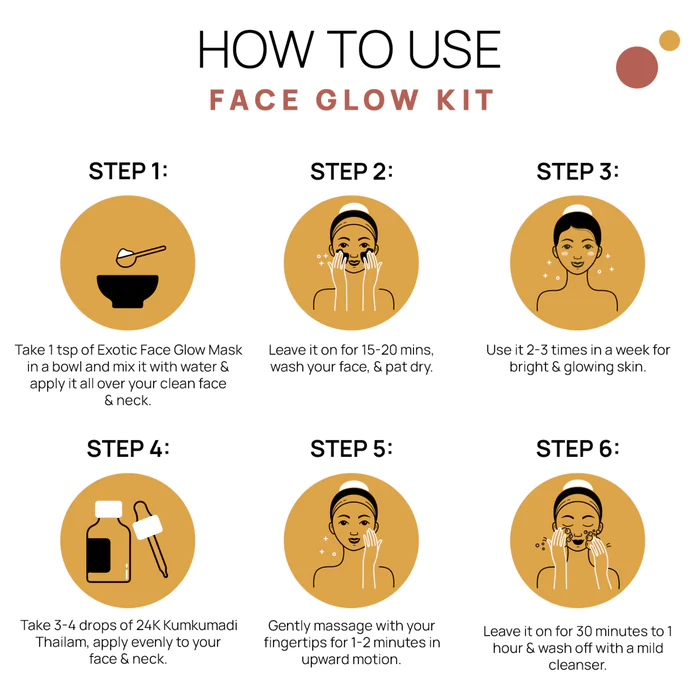 HOW TO USE
FACE GLOW KIT
STEP 1:
Take 1 tsp of Exotic Face Glow Mask
in a bowl and mix it with water &
apply it all over your clean face
& neck.
STEP 2:
Leave it on for 15-20 mins,
wash your face, & pat dry.
STEP 3:
Use it 2-3 times in a week for
bright & glowing skin.
STEP 4:
Take 3-4 drops of 24K Kumkumadi
Thailam, apply evenly to your
face & neck.
STEP 5:
Gently massage with your
fingertips for 1-2 minutes in
upward motion.
STEP 6:
Leave it on for 30 minutes to 1
hour & wash off with a mild
cleanser.